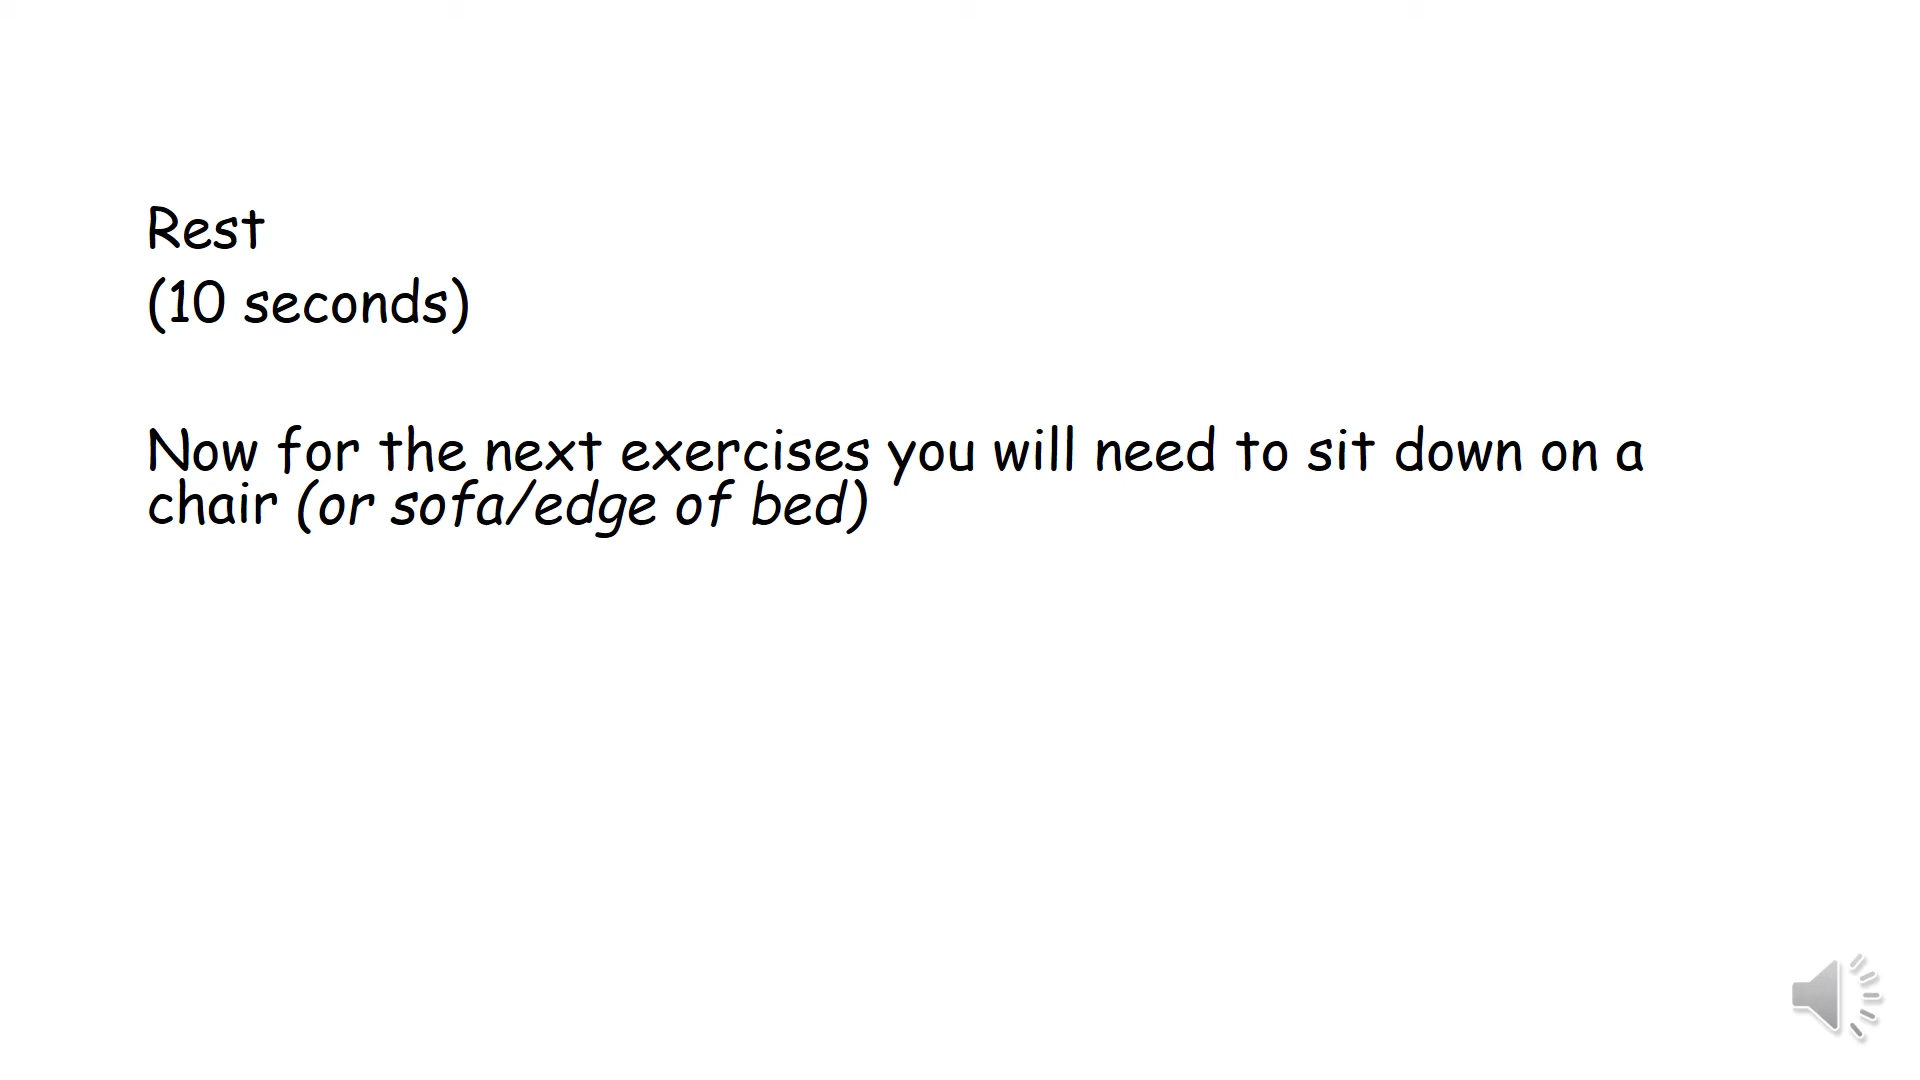 Rest
(10 seconds)
Now for the next exercises you will need to sit down on a
chair (or sofa/edge of bed)